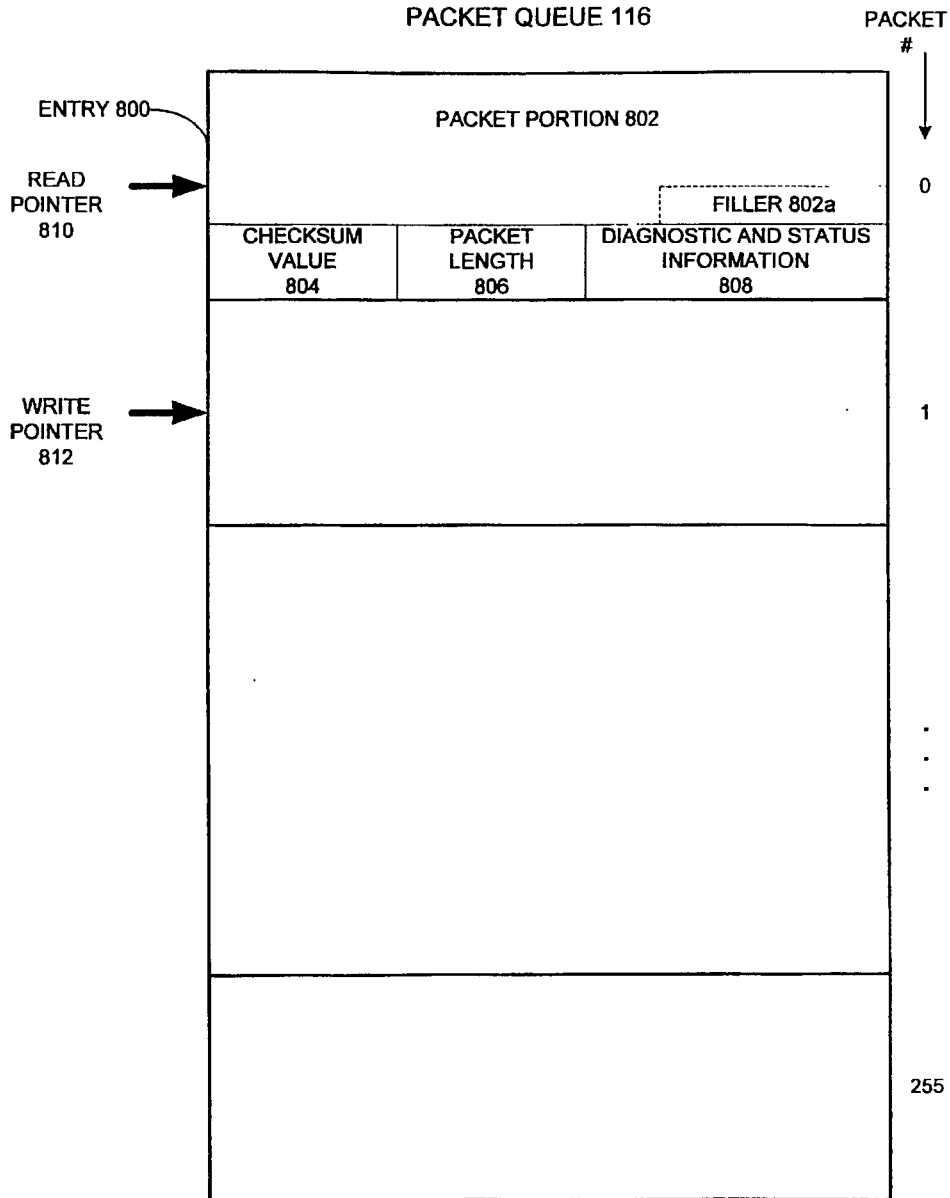 PACKET QUEUE 116
PACKET
#
ENTRY 800
PACKET PORTION 802
READ
POINTER
810
0
FILLER 802a
CHECKSUM
VALUE
804
PACKET
LENGTH
806
DIAGNOSTIC AND STATUS
INFORMATION
808
WRITE
POINTER
812
1
.
.
.
255